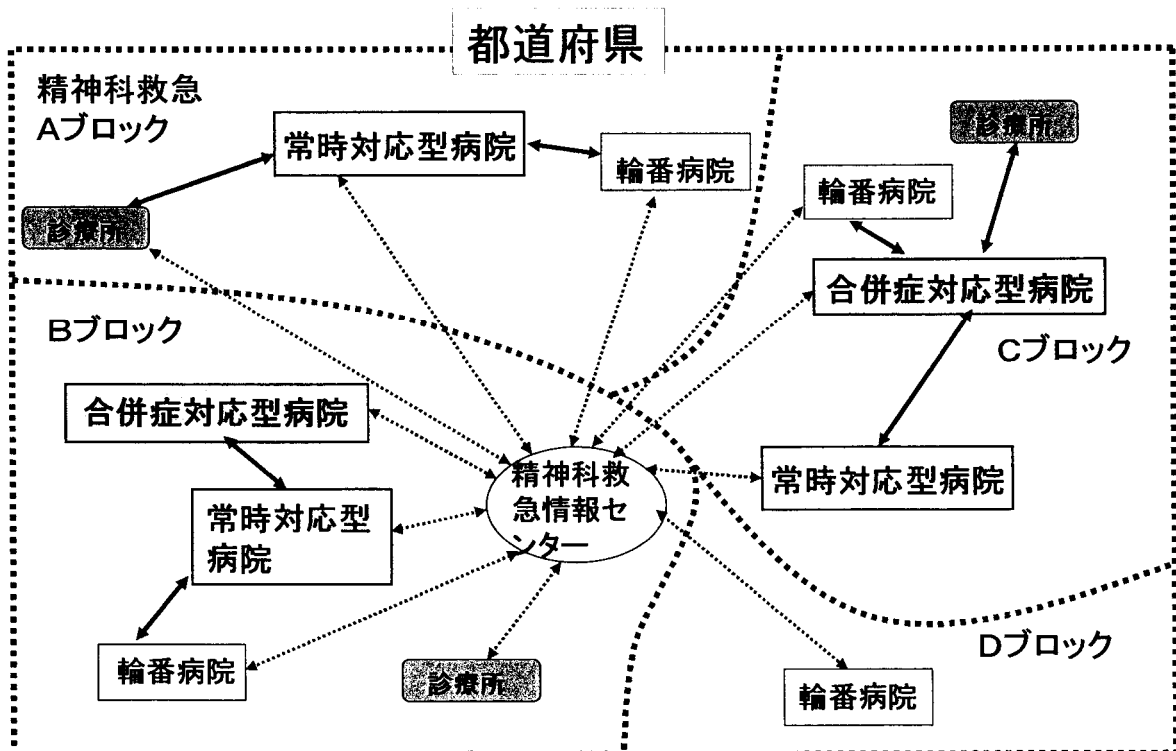 都道府県
精神科救急
Aブロック
常時対応型病院
輪番病院
診療所
診療所
輪番病院
合併症対応型病院
Cブロック
常時対応型病院
Bブロック
合併症対応型病院
常時対応型
病院
輪番病院
診療所
精神科救
急情報セ
ンター
Dブロック
輪番病院